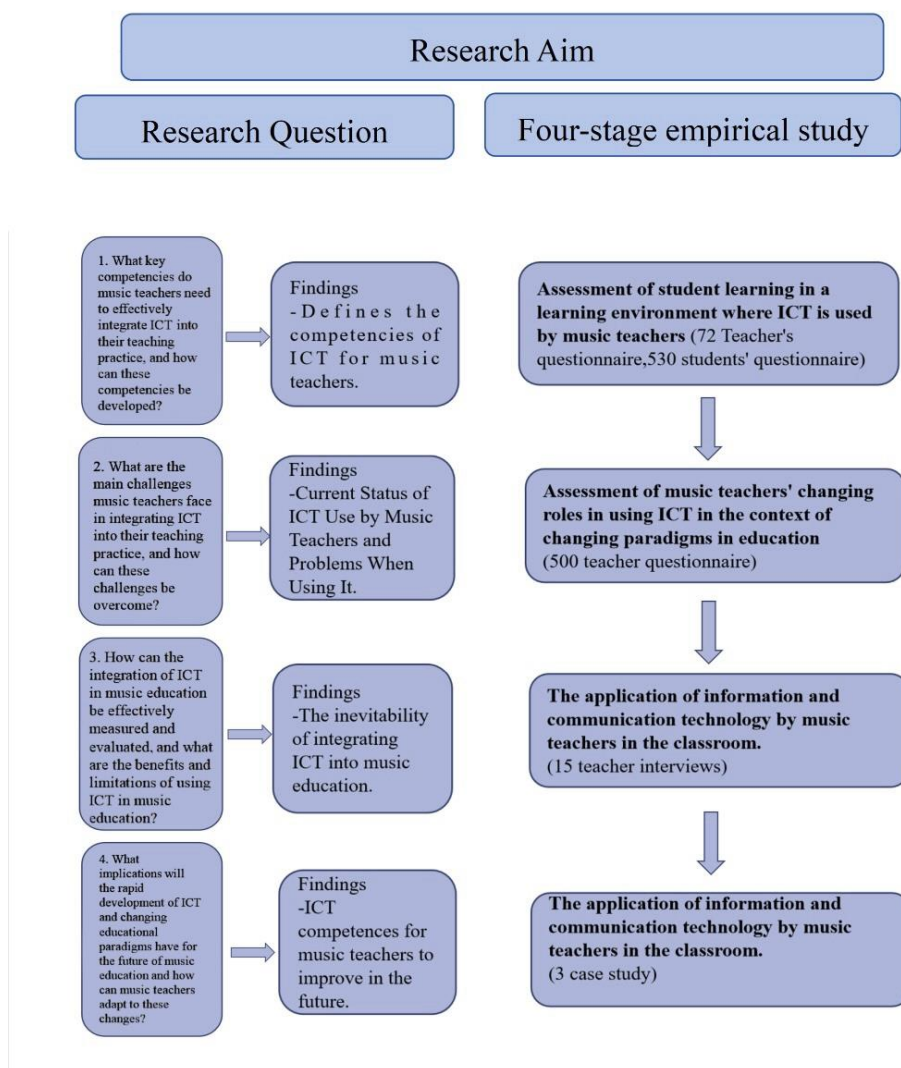 Research Aim
Research Question
Four-stage empirical study
1. What key
competencies do
music teachers need
to effectively
integrate ICT into
their teaching
practice, and how
can these
competencies be
developed?
Findings
-Defines the
competencies of
ICT for music
teachers.
Assessment of student learning in a
learning environment where ICT is used
by music teachers (72 Teacher's
questionnaire,530 students' questionnaire)
2. What are the
main challenges
music teachers face
in integrating ICT
into their teaching
practice, and how
can these
challenges be
overcome?
Findings
-Current Status of
ICT Use by Music
Teachers and
Problems When
Using It.
Assessment of music teachers' changing
roles in using ICT in the context of
changing paradigms in education
(500 teacher questionnaire)
3. How can the
integration of ICT
in music education
be effectively
measured and
evaluated, and what
are the benefits and
limitations of using
ICT in music
education?
Findings
-The inevitability
of integrating
ICT into music
education.
The application of information and
communication technology by music
teachers in the classroom.
(15 teacher interviews)
4. What
implications will
the rapid
development of ICT
and changing
educational
paradigms have for
the future of music
education and how
can music teachers
adapt to these
changes?
Findings
-ICT
competences for
music teachers to
improve in the
future.
The application of information and
communication technology by music
teachers in the classroom.
(3 case study)